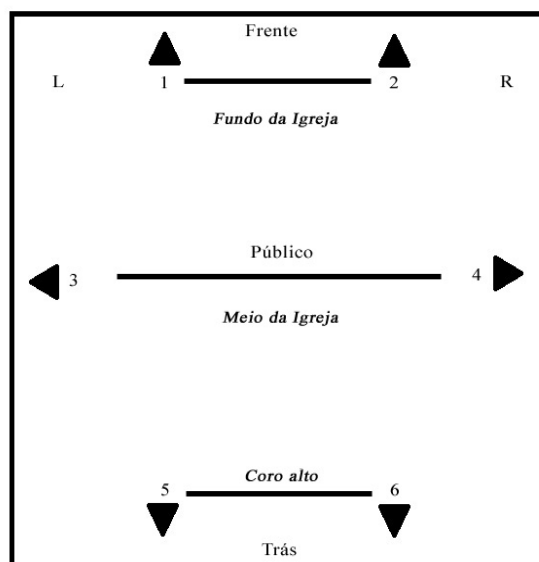 Frente
L 1 2 R
Fundo da Igreja
Público
3 4
Meio da Igreja
Coro alto
5 6
Trás